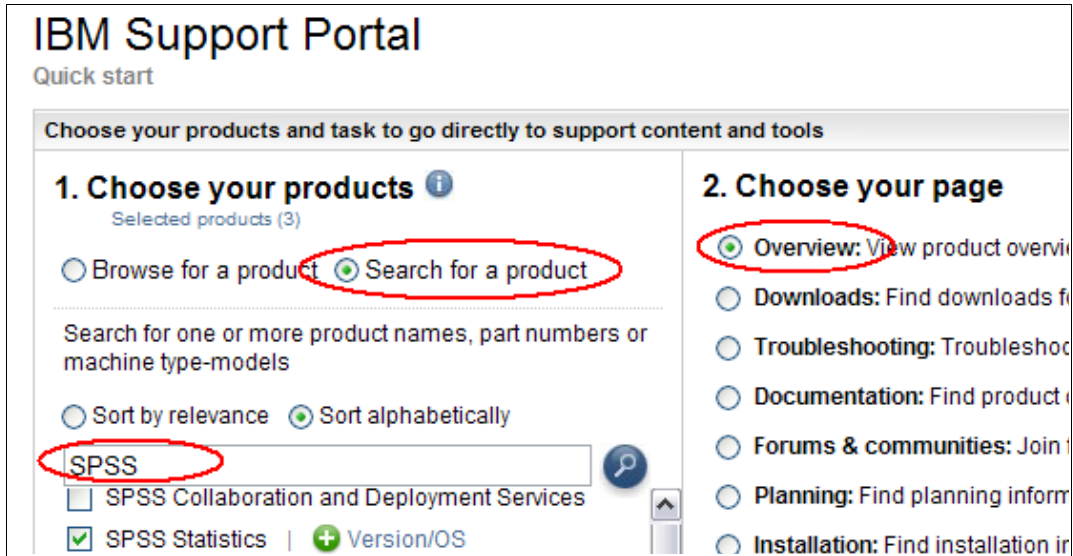 IBM Support Portal
Quick start
Choose your products and task to go directly to support content and tools
1. Choose your products
Selected products (3)
Browse for a product Search for a product
Search for one or more product names, part numbers or
machine type-models
Sort by relevance Sort alphabetically
SPSS
SPSS Collaboration and Deployment Services
SPSS Statistics | Version/OS
2. Choose your page
Overview: View product
Downloads: Find downloads
Troubleshooting:
Documentation: Find product
Forums & communities: Join
Planning: Find planning
Installation: Find installation